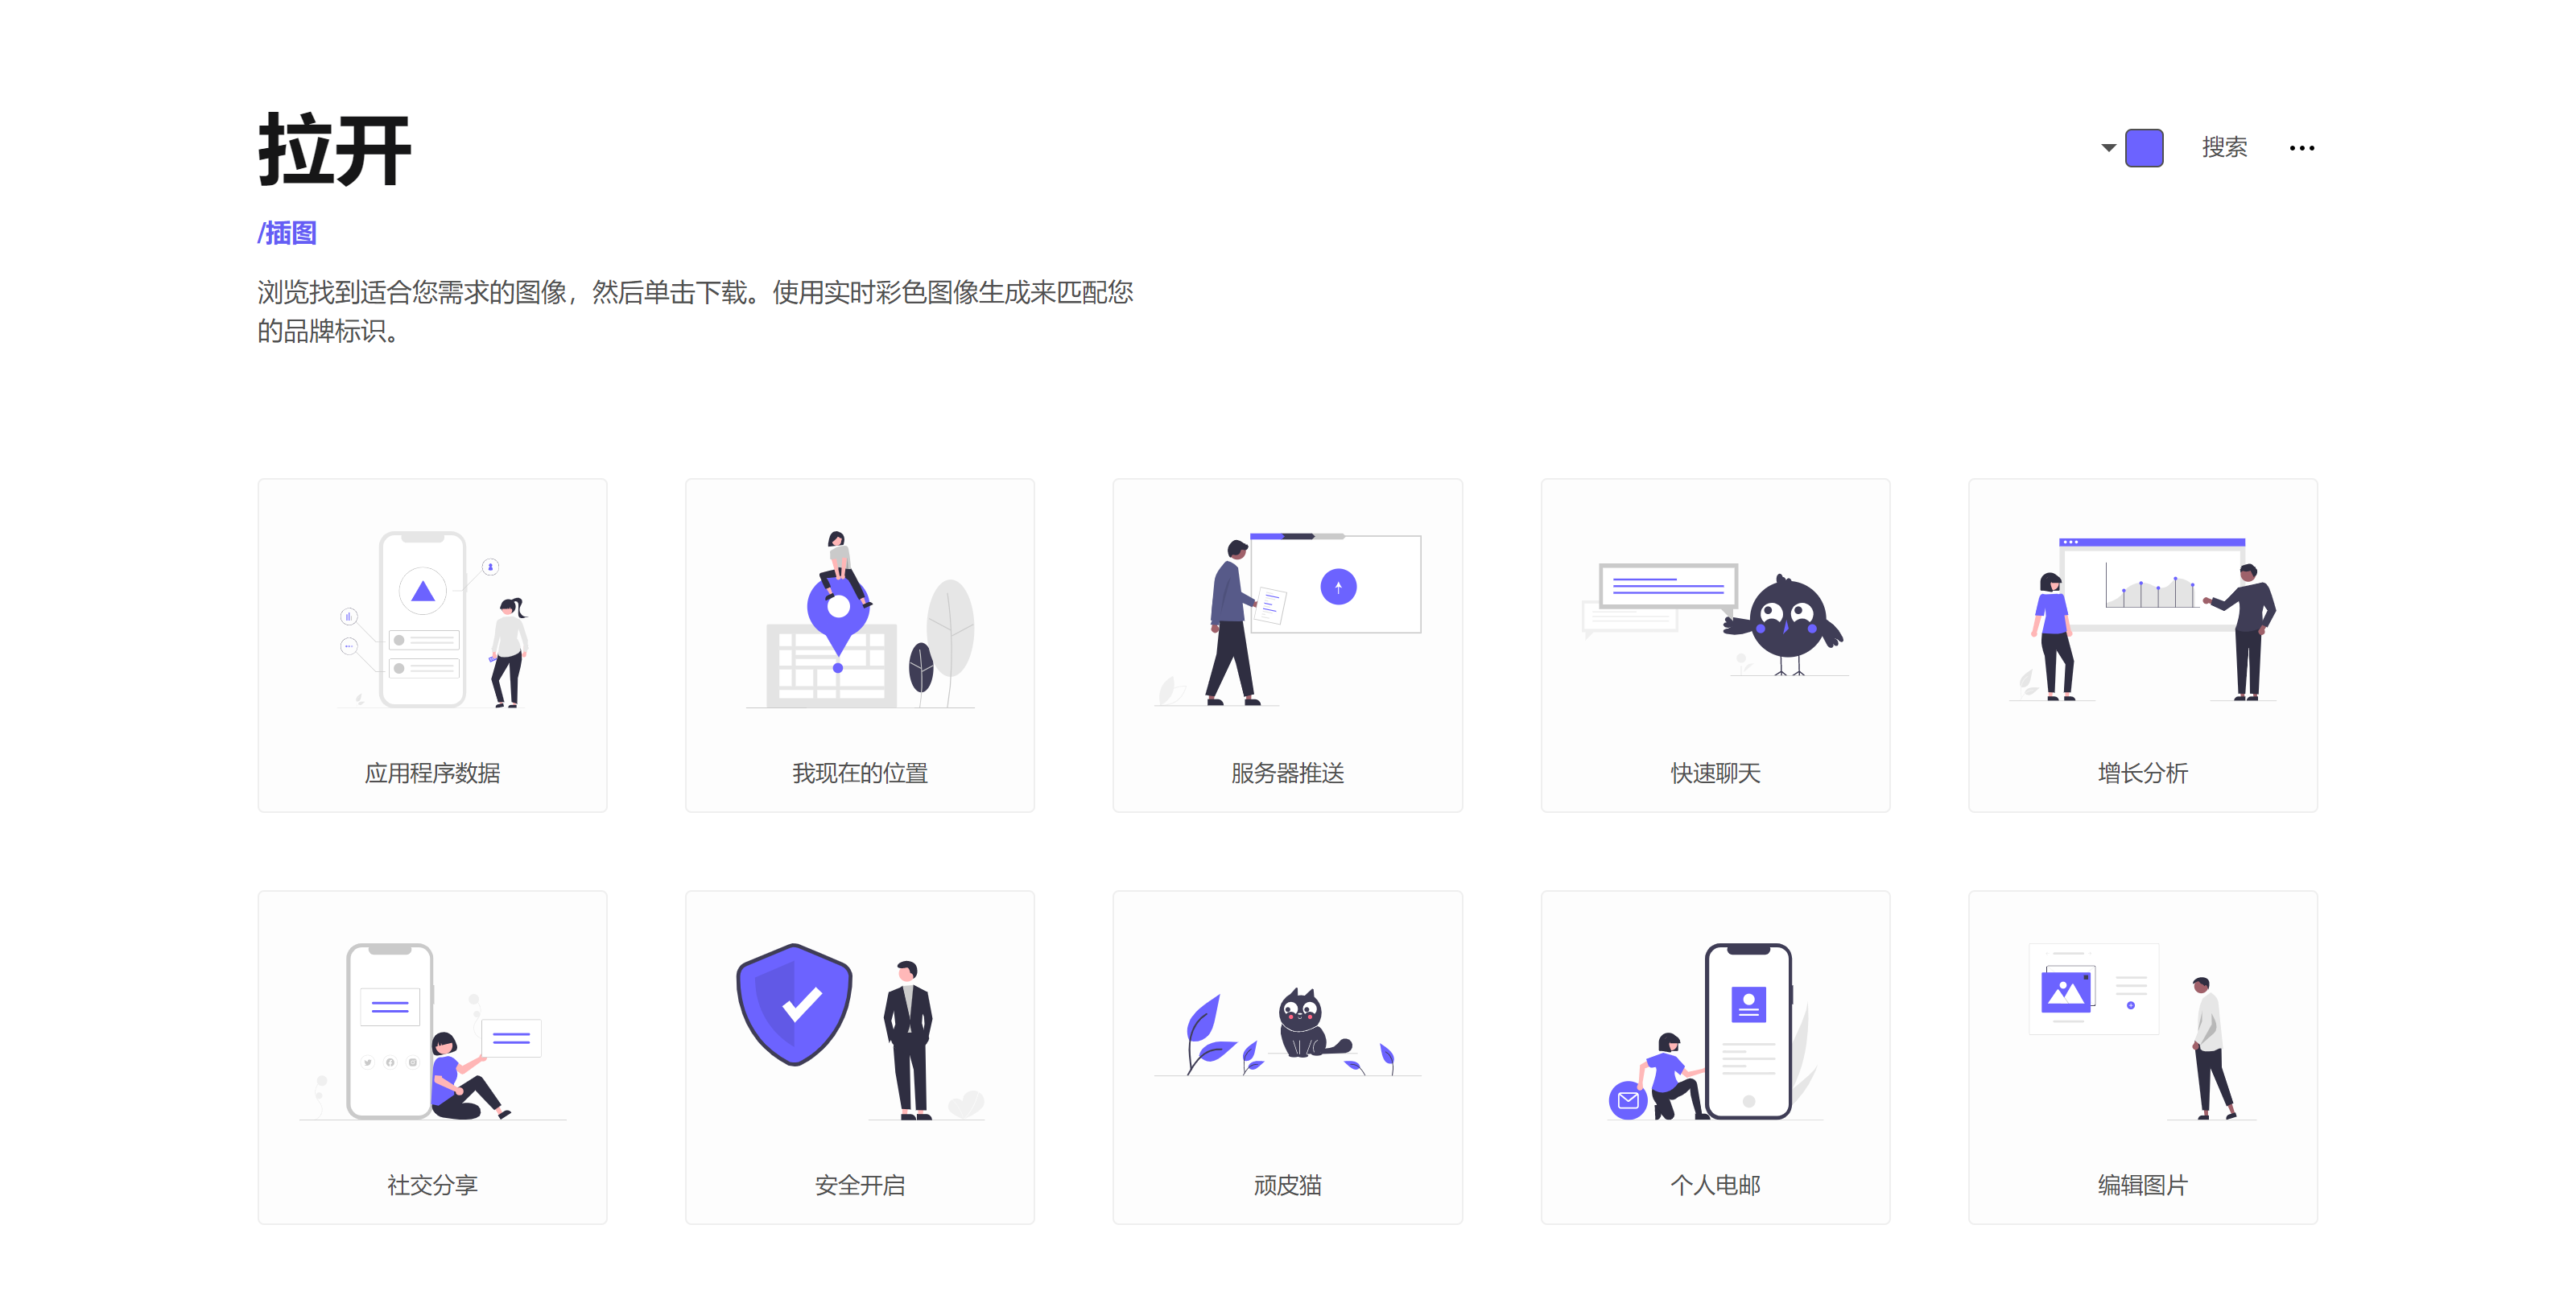 拉开
搜索
/插图
浏览找到适合您需求的图像，然后单击下载。使用实时彩色图像生成来匹配您
的品牌标识。
应用程序数据
我现在的位置
服务器推送
快速聊天
增长分析
社交分享
安全开启
顽皮猫
个人电邮
编辑图片